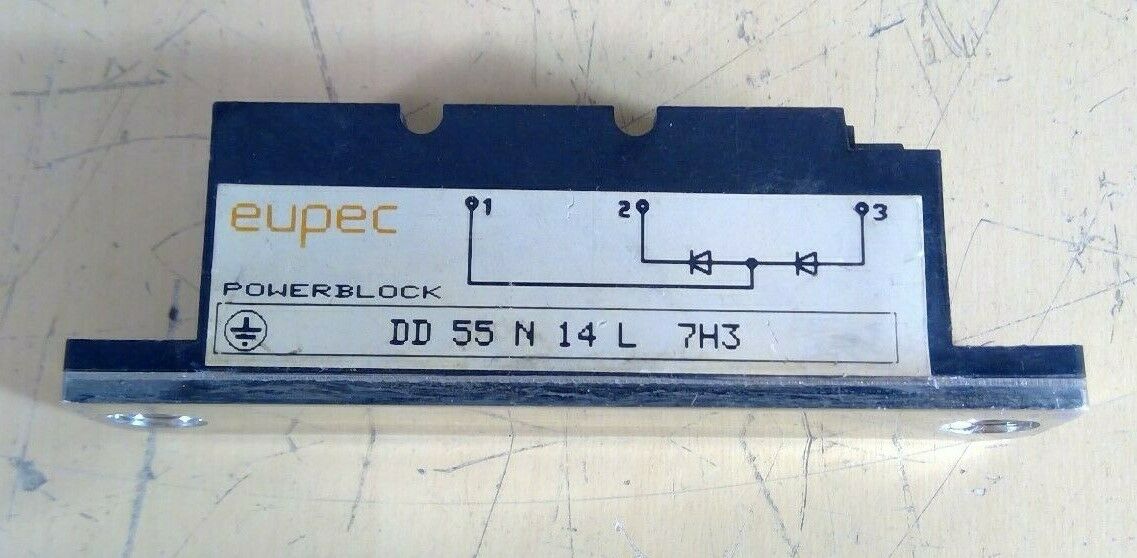 eupec
1 2 3
POWERBLOCK
DD 55 N 14 L 7H3